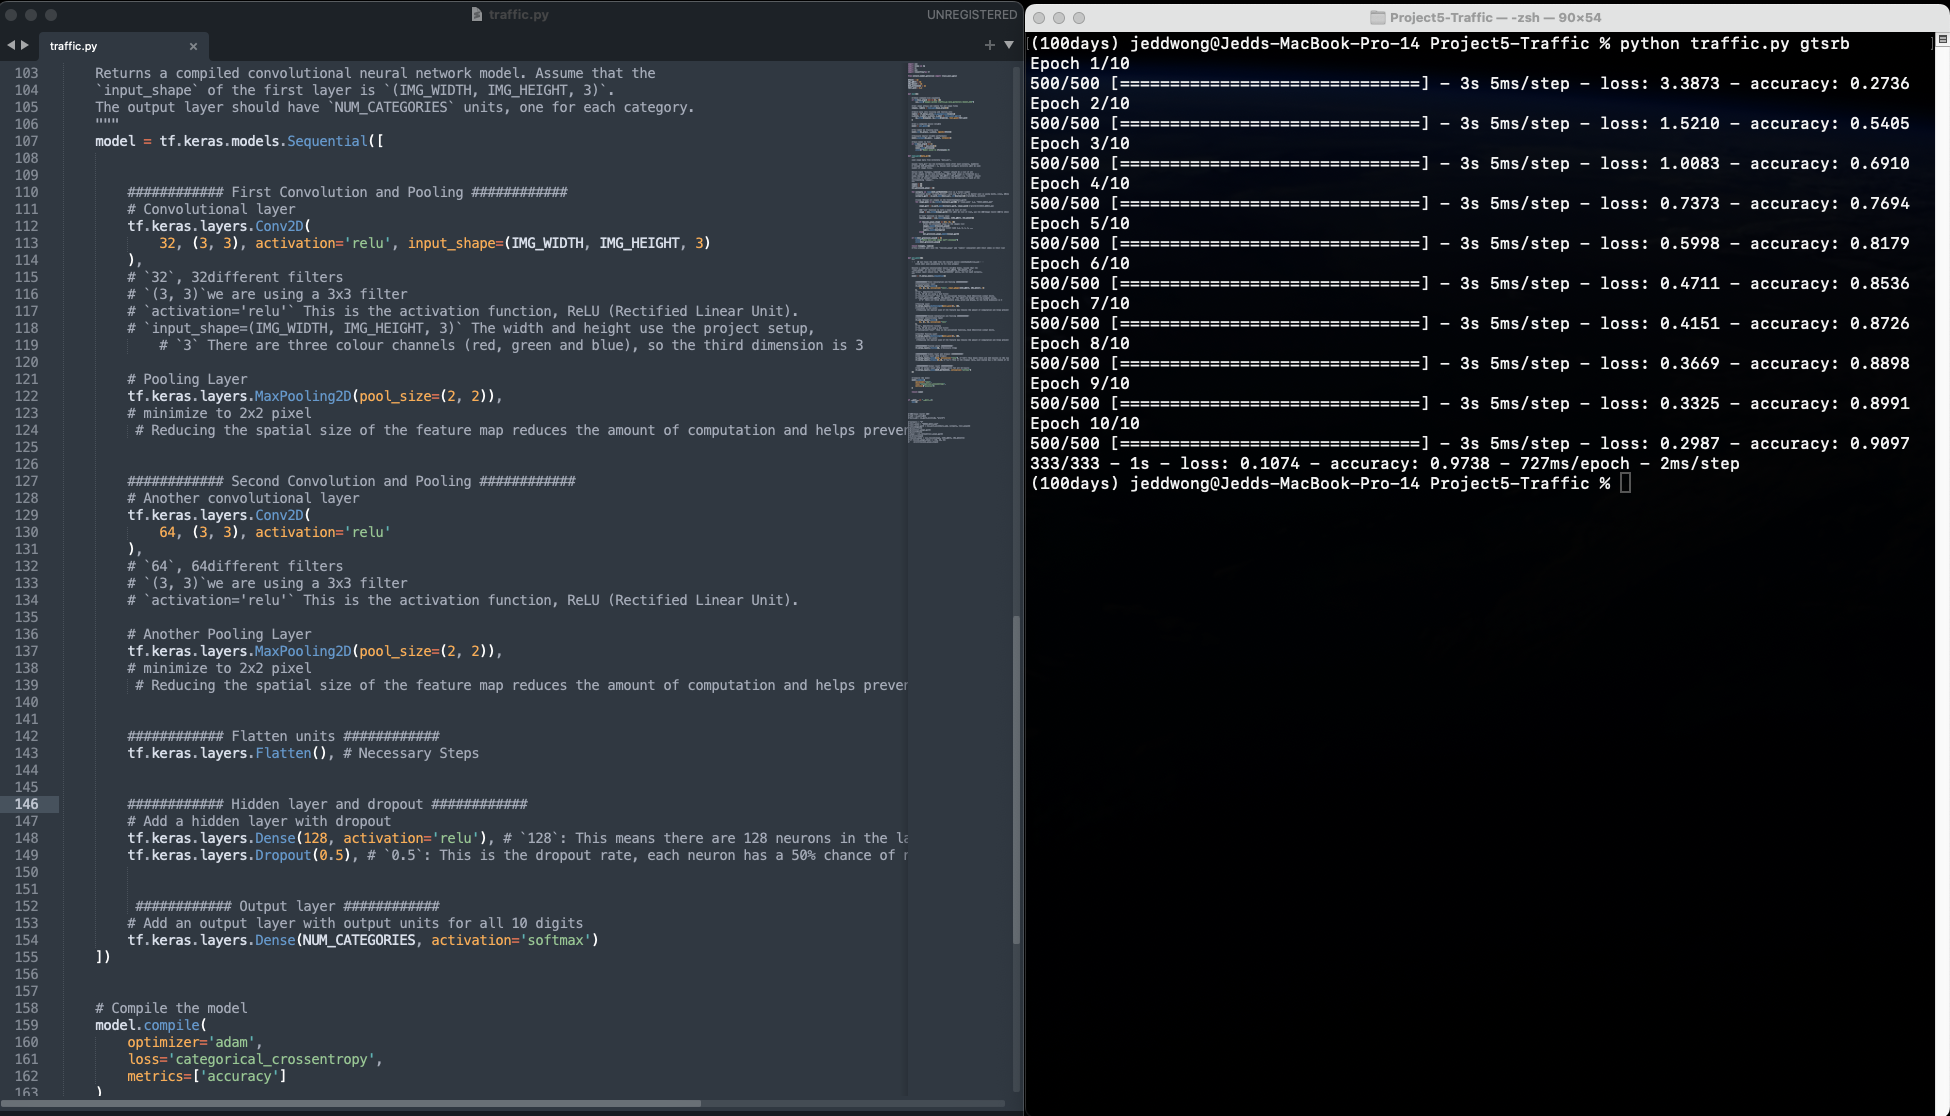 traffic.py
UNREGISTERED
traffic.py
103 Returns a compiled convolutional neural network model. Assume that the
104 `input_shape` of the first layer is `(IMG_WIDTH, IMG_HEIGHT, 3)`.
105 The output layer should have `NUM_CATEGORIES` units, one for each category.
106 """
107 model = tf.keras.models.Sequential([
108
109
110 ############ First Convolution and Pooling ############
111 # Convolutional layer
112 tf.keras.layers.Conv2D(
113 32, (3, 3), activation='relu', input_shape=(IMG_WIDTH, IMG_HEIGHT, 3)
114 ),
115 # `32`, 32different filters
116 # `(3, 3)`we are using a 3x3 filter
117 # `activation='relu'` This is the activation function, ReLU (Rectified Linear Unit).
118 # `input_shape=(IMG_WIDTH, IMG_HEIGHT, 3)` The width and height use the project setup,
119 # `3` There are three colour channels (red, green and blue), so the third dimension is 3
120
121 # Pooling Layer
122 tf.keras.layers.MaxPooling2D(pool_size=(2, 2)),
123 # minimize to 2x2 pixel
124 # Reducing the spatial size of the feature map reduces the amount of computation and helps prever
125
126
127 ############ Second Convolution and Pooling ############
128 # Another convolutional layer
129 tf.keras.layers.Conv2D(
130 64, (3, 3), activation='relu'
131 ),
132 # `64`, 64different filters
133 # `(3, 3)`we are using a 3x3 filter
134 # `activation='relu'` This is the activation function, ReLU (Rectified Linear Unit).
135
136 # Another Pooling Layer
137 tf.keras.layers.MaxPooling2D(pool_size=(2, 2)),
138 # minimize to 2x2 pixel
139 # Reducing the spatial size of the feature map reduces the amount of computation and helps prever
140
141
142 ############ Flatten units ############
143 tf.keras.layers.Flatten(), # Necessary Steps
144
145
146 ############ Hidden layer and dropout ############
147 # Add a hidden layer with dropout
148 tf.keras.layers.Dense(128, activation='relu'), # `128`: This means there are 128 neurons in the la
149 tf.keras.layers.Dropout(0.5), # `0.5`: This is the dropout rate, each neuron has a 50% chance of
150
151
152 ############ Output layer ############
153 # Add an output layer with output units for all 10 digits
154 tf.keras.layers.Dense(NUM_CATEGORIES, activation='softmax')
155 ])
156
157
158 # Compile the model
159 model.compile(
160 optimizer='adam',
161 loss='categorical_crossentropy',
162 metrics=['accuracy']
163 )
Project5-Traffic — -zsh — 90×54
(100days) jeddwong@Jedds-MacBook-Pro-14 Project5-Traffic % python traffic.py gtsrb
Epoch 1/10
500/500 [==============================] - 3s 5ms/step - loss: 3.3873 - accuracy: 0.2736
Epoch 2/10
500/500 [==============================] - 3s 5ms/step - loss: 1.5210 - accuracy: 0.5405
Epoch 3/10
500/500 [==============================] - 3s 5ms/step - loss: 1.0083 - accuracy: 0.6910
Epoch 4/10
500/500 [==============================] - 3s 5ms/step - loss: 0.7373 - accuracy: 0.7694
Epoch 5/10
500/500 [==============================] - 3s 5ms/step - loss: 0.5998 - accuracy: 0.8179
Epoch 6/10
500/500 [==============================] - 3s 5ms/step - loss: 0.4711 - accuracy: 0.8536
Epoch 7/10
500/500 [==============================] - 3s 5ms/step - loss: 0.4151 - accuracy: 0.8726
Epoch 8/10
500/500 [==============================] - 3s 5ms/step - loss: 0.3669 - accuracy: 0.8898
Epoch 9/10
500/500 [==============================] - 3s 5ms/step - loss: 0.3325 - accuracy: 0.8991
Epoch 10/10
500/500 [==============================] - 3s 5ms/step - loss: 0.2987 - accuracy: 0.9097
333/333 - 1s - loss: 0.1074 - accuracy: 0.9738 - 727ms/epoch - 2ms/step
(100days) jeddwong@Jedds-MacBook-Pro-14 Project5-Traffic %